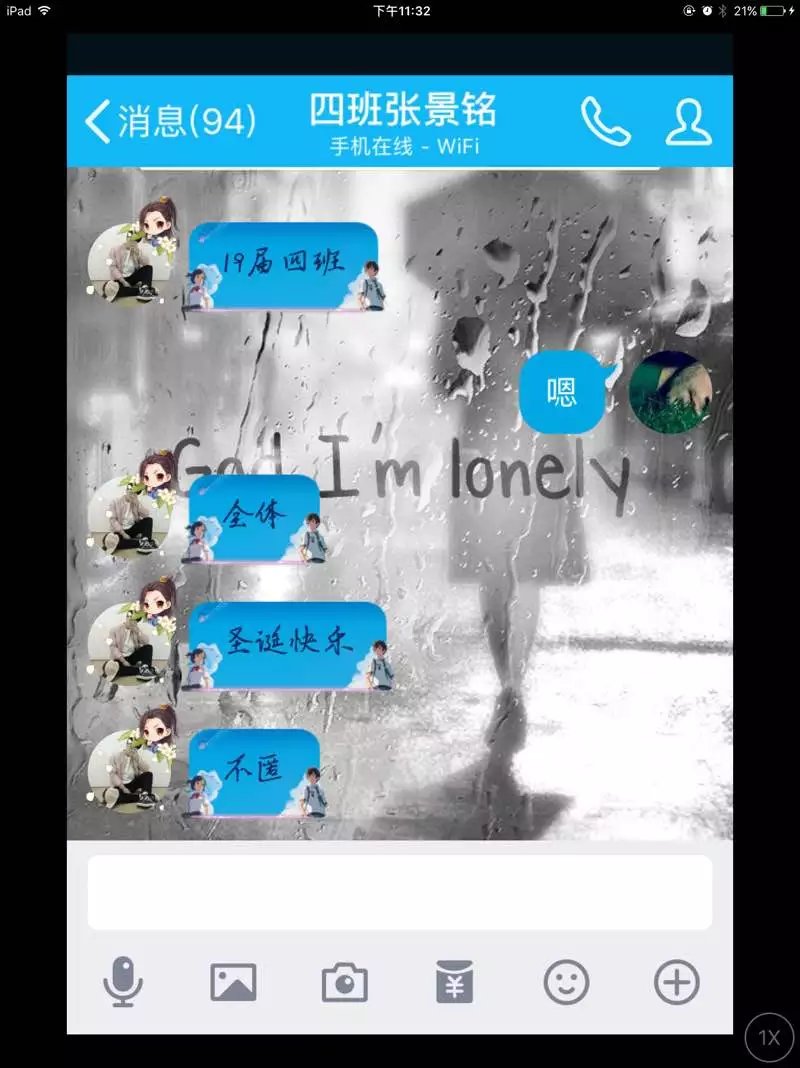 iPad 下午11:32 21%
消息(94) 四班张景铭
手机在线 - WiFi
19届四班
嗯
God I'm lonely
全体
圣诞快乐
不匿
1X